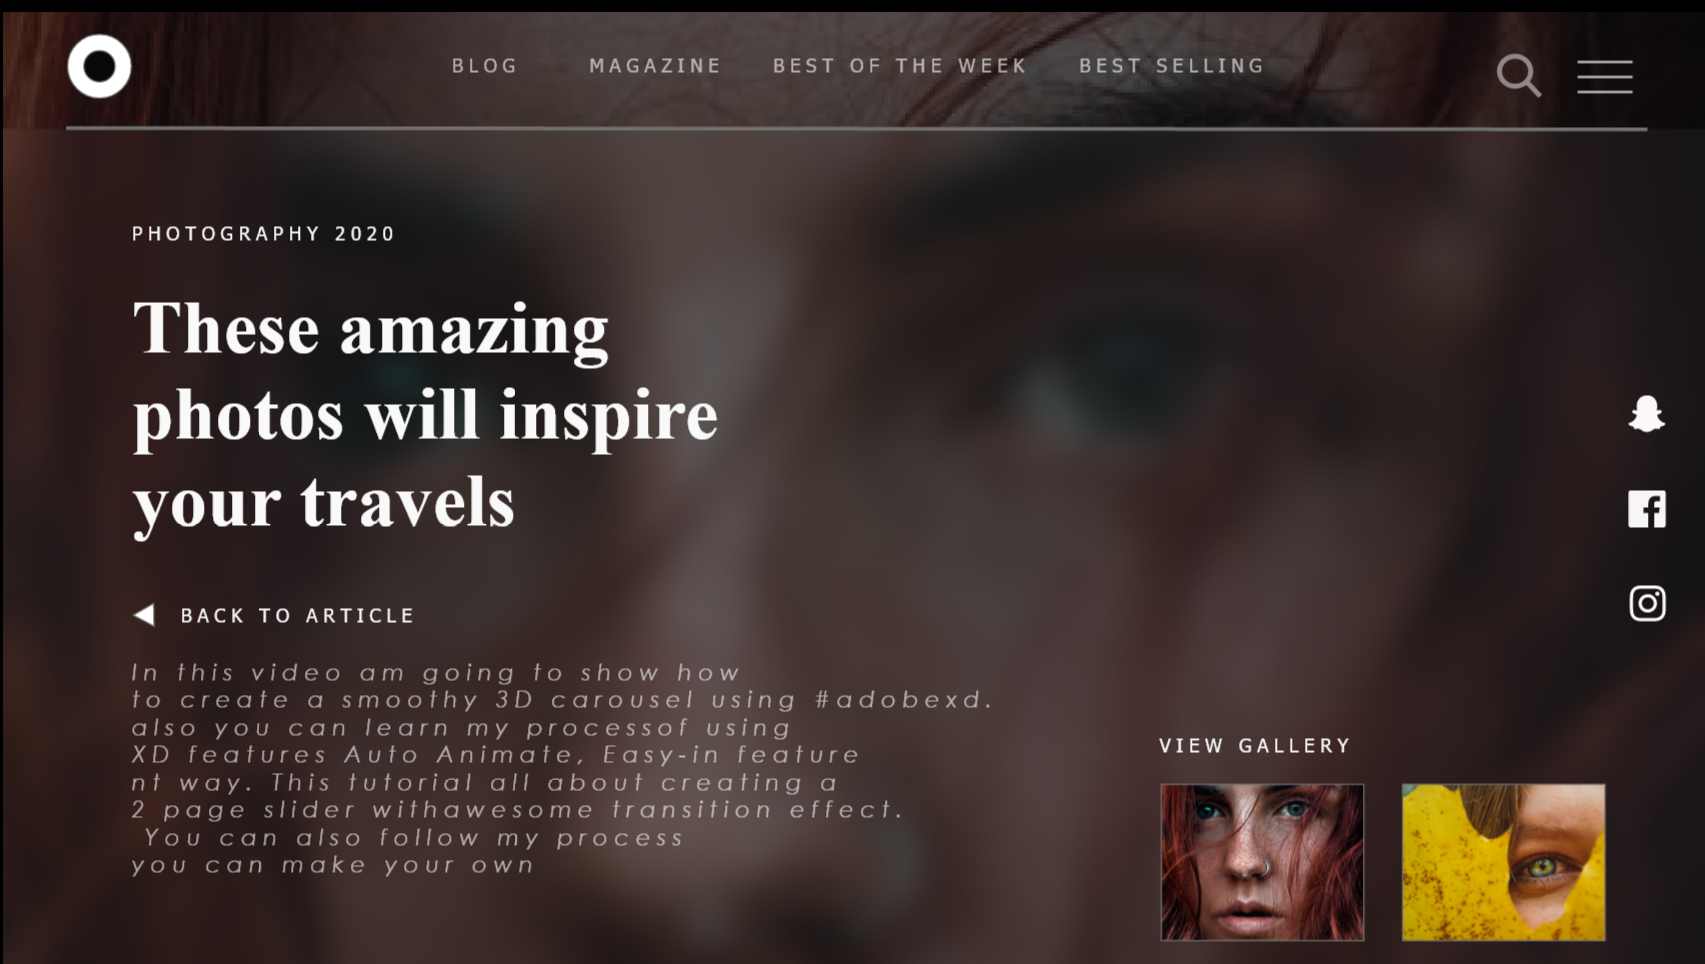 BLOG MAGAZINE BEST OF THE WEEK BEST SELLING
PHOTOGRAPHY 2020
These amazing
photos will inspire
your travels
BACK TO ARTICLE
In this video am going to show how
to create a smoothy 3D carousel using #adobexd.
also you can learn my processof using
XD features Auto Animate, Easy-in feature
nt way. This tutorial all about creating a
2 page slider withawesome transition effect.
You can also follow my process
you can make your own
VIEW GALLERY